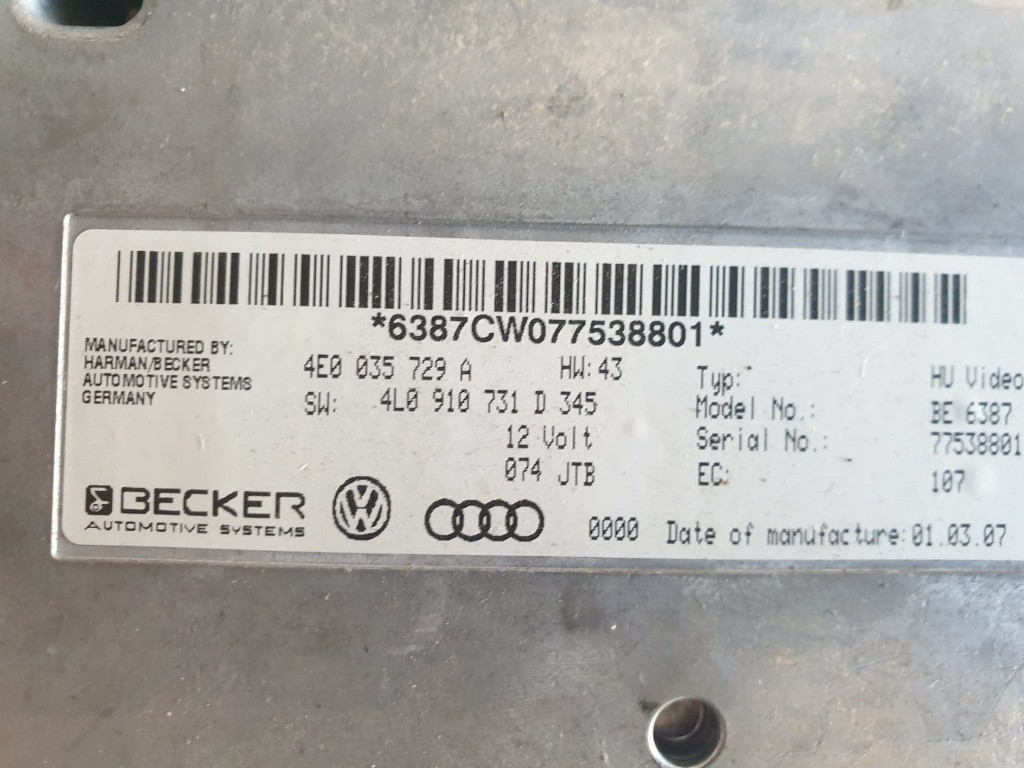 *6387CW077538801*
MANUFACTURED BY:
HARMAN/BECKER
AUTOMOTIVE SYSTEMS
GERMANY
4E0 035 729 A HW: 43
SW: 4L0 910 731 D 345
12 Volt
074 JTB
Typ: HU Video
Model No.: BE 6387
Serial No.: 77538801
EC: 107
BECKER
AUTOMOTIVE SYSTEMS
VW
0000 Date of manufacture: 01.03.07